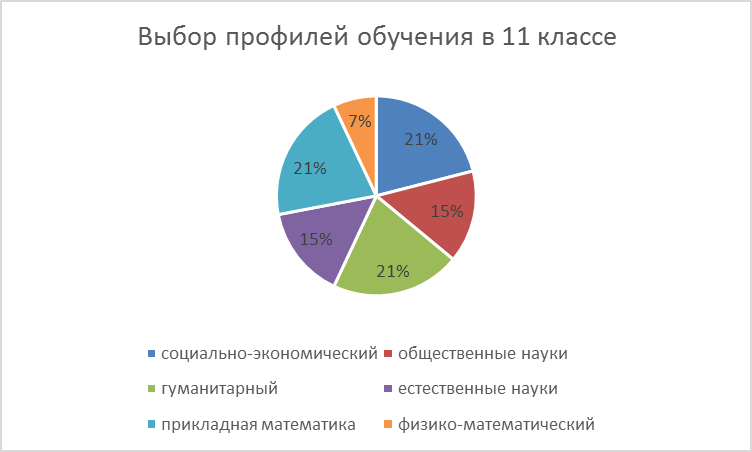 Выбор профилей обучения в 11 классе
7%
21%
21%
15%
15%
21%
социально-экономический
общественные науки
гуманитарный
естественные науки
прикладная математика
физико-математический